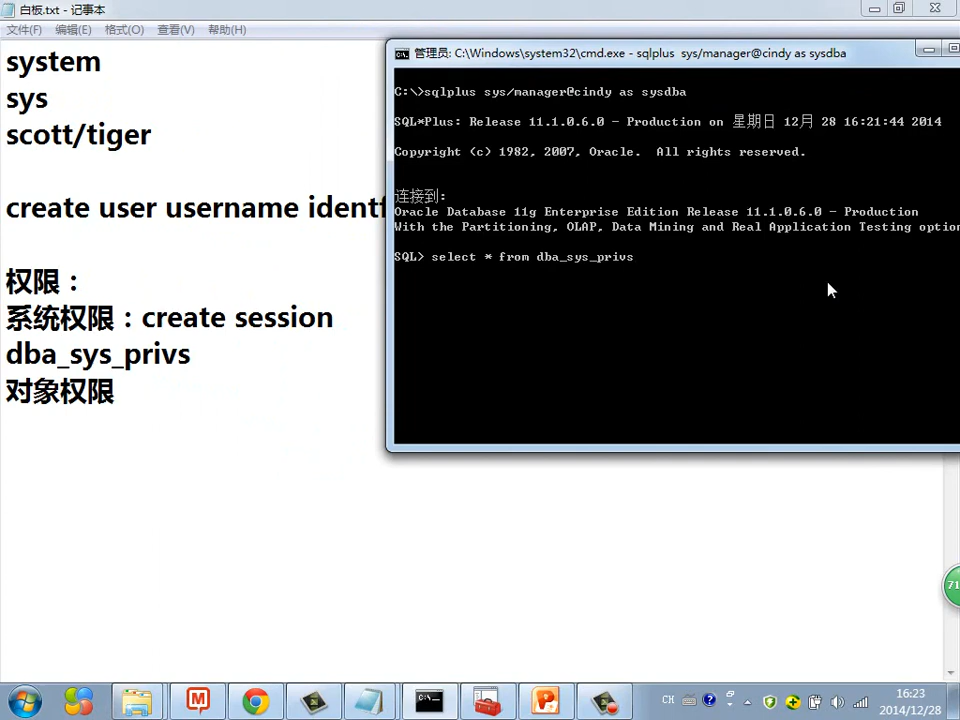 白板.txt - 记事本
文件(F) 编辑(E) 格式(O) 查看(V) 帮助(H)
system
sys
scott/tiger
create user username identf
权限：
系统权限：create session
dba_sys_privs
对象权限
管理员: C:\Windows\system32\cmd.exe - sqlplus sys/manager@cindy as sysdba
C:\>sqlplus sys/manager@cindy as sysdba
SQL*Plus: Release 11.1.0.6.0 - Production on 星期日 12月 28 16:21:44 2014
Copyright (c) 1982, 2007, Oracle.  All rights reserved.
连接到:
Oracle Database 11g Enterprise Edition Release 11.1.0.6.0 - Production
With the Partitioning, OLAP, Data Mining and Real Application Testing option
SQL> select * from dba_sys_privs
71
CH
16:23
2014/12/28